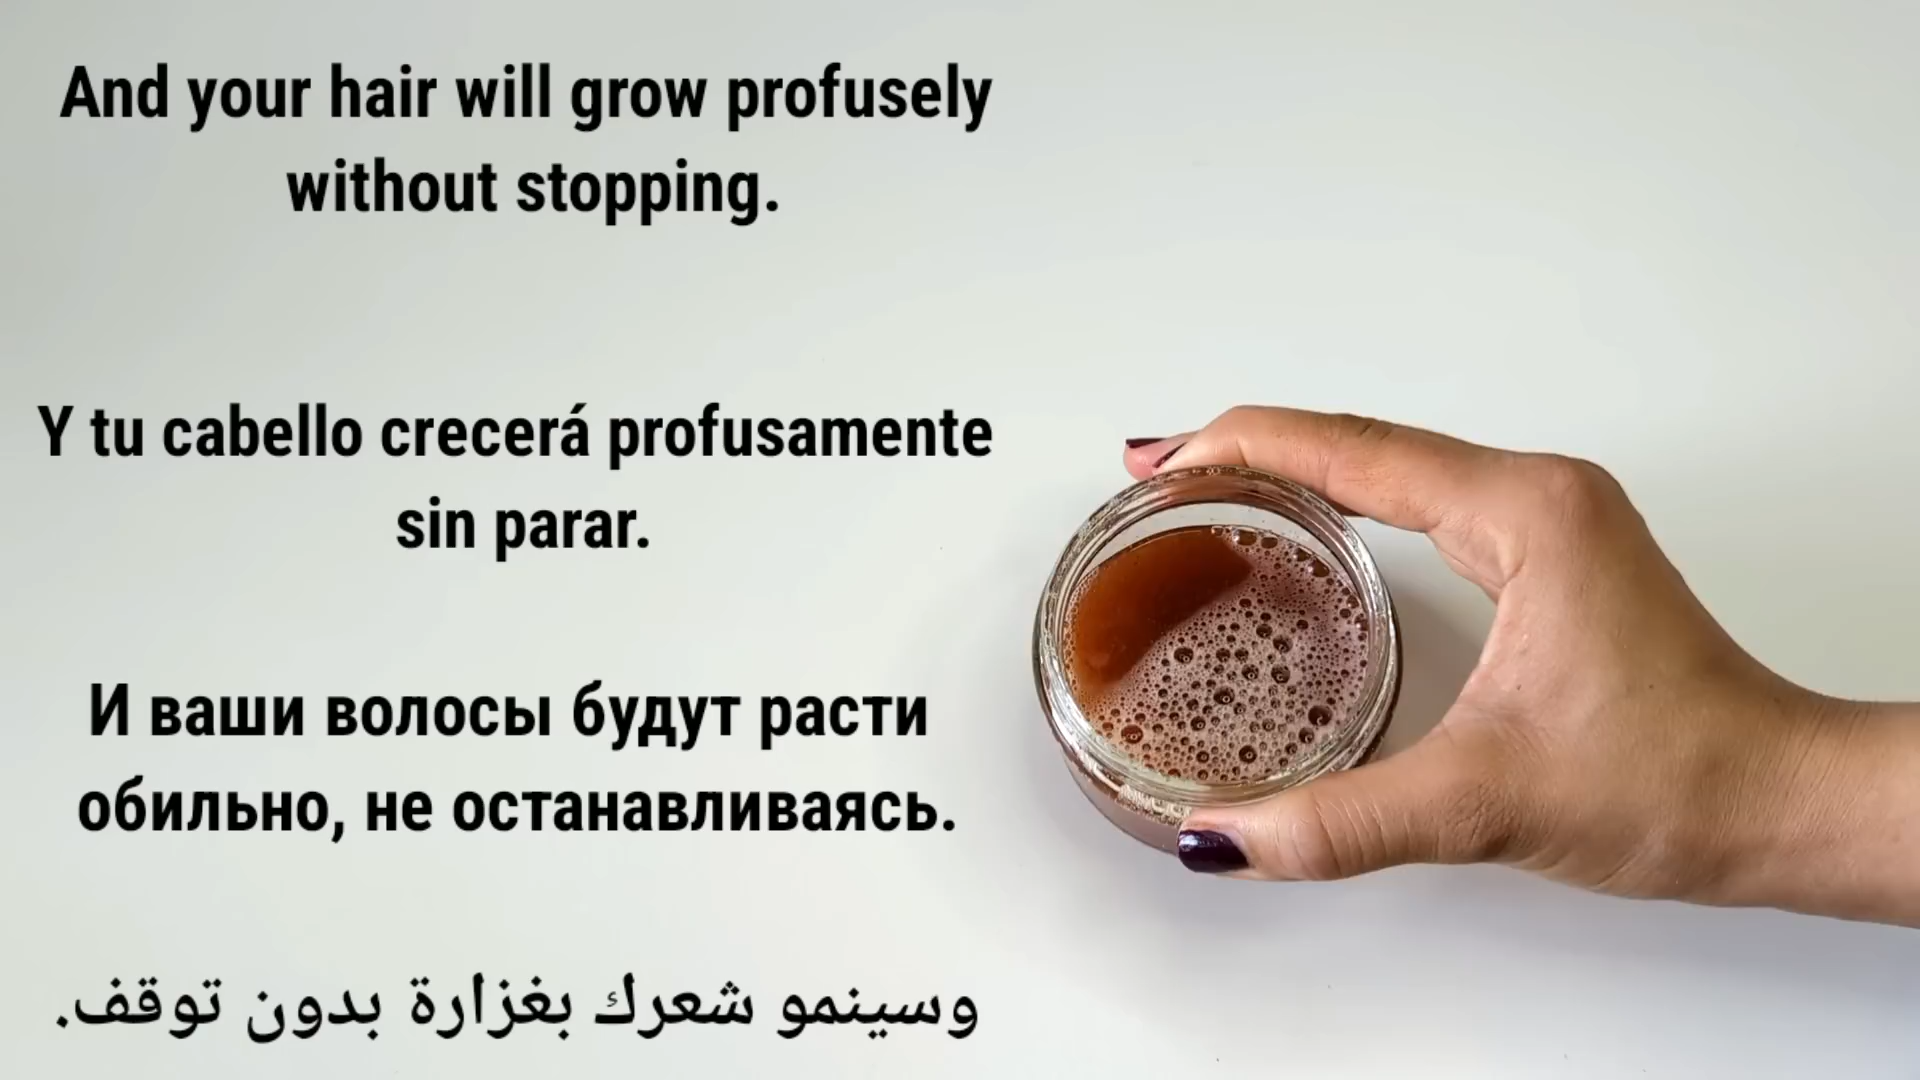 And your hair will grow profusely
without stopping.
Y tu cabello crecerá profusamente
sin parar.
И ваши волосы будут расти
обильно, не останавливаясь.
وسينمو شعرك بغزارة بدون توقف.